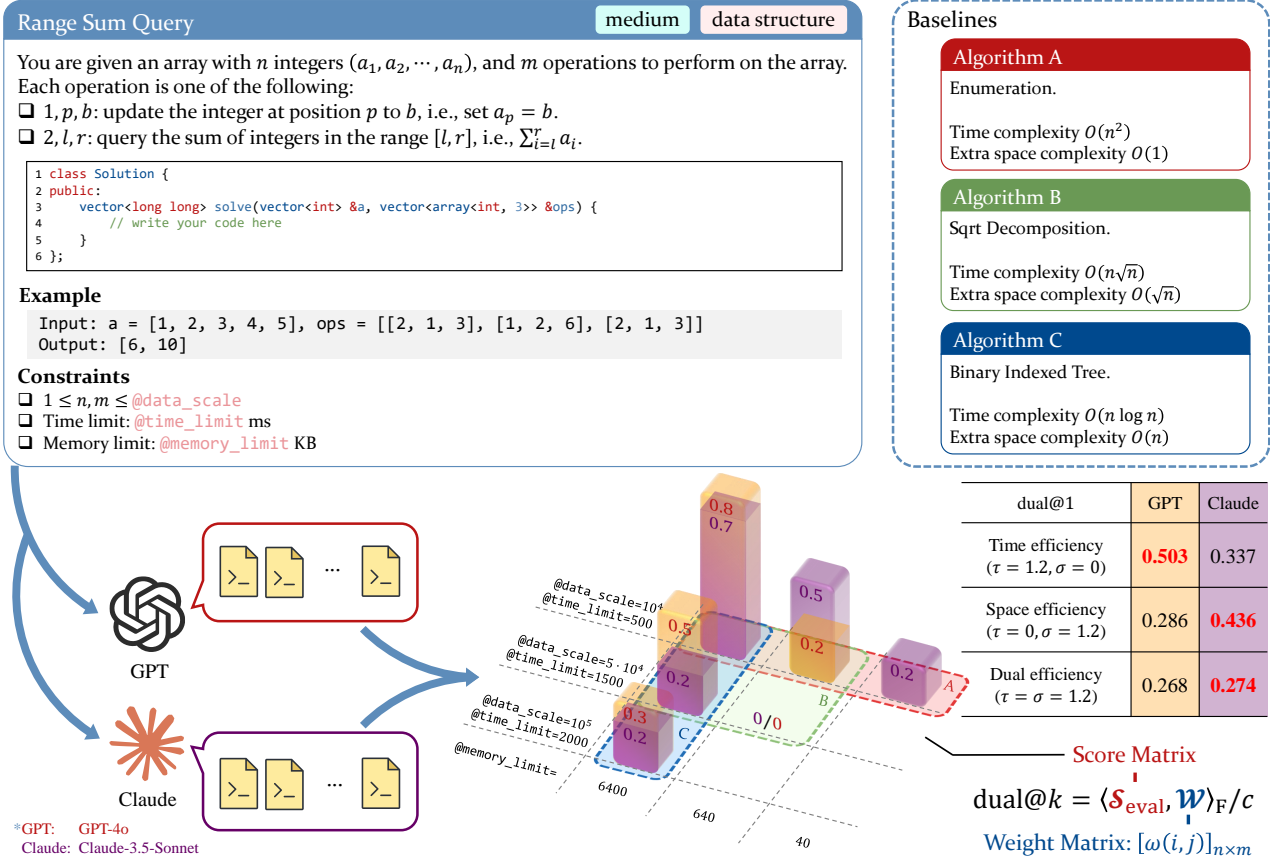 Range Sum Query
medium
data structure
You are given an array with n integers (a₁, a₂, ⋯, aₙ), and m operations to perform on the array.
Each operation is one of the following:
❑ 1, p, b: update the integer at position p to b, i.e., set aₚ = b.
❑ 2, l, r: query the sum of integers in the range [l, r], i.e., ∑ʳᵢ₌ₗ aᵢ.
1 class Solution {
2 public:
3 vector<long long> solve(vector<int> &a, vector<array<int, 3>> &ops) {
4 // write your code here
5 }
6 };
Example
Input: a = [1, 2, 3, 4, 5], ops = [[2, 1, 3], [1, 2, 6], [2, 1, 3]]
Output: [6, 10]
Constraints
❑ 1 ≤ n, m ≤ @data_scale
❑ Time limit: @time_limit ms
❑ Memory limit: @memory_limit KB
Baselines
Algorithm A
Enumeration.
Time complexity O(n²)
Extra space complexity O(1)
Algorithm B
Sqrt Decomposition.
Time complexity O(n√n)
Extra space complexity O(√n)
Algorithm C
Binary Indexed Tree.
Time complexity O(n log n)
Extra space complexity O(n)
>_ >_ ... >_
GPT
>_ >_ ... >_
Claude
*GPT: GPT-4o
Claude: Claude-3.5-Sonnet
@data_scale=10⁴
@time_limit=500
@data_scale=5·10⁴
@time_limit=1500
@data_scale=10⁵
@time_limit=2000
@memory_limit=
6400
640
40
0.8
0.7
0.5
0.2
0.2
0.5
0.2
0.3
0.2
0/0
A
B
C
dual@1 GPT Claude
Time efficiency
(τ = 1.2, σ = 0)
0.503 0.337
Space efficiency
(τ = 0, σ = 1.2)
0.286 0.436
Dual efficiency
(τ = σ = 1.2)
0.268 0.274
Score Matrix
dual@k = ⟨𝓢eval, 𝓦⟩F/c
Weight Matrix: [ω(i, j)]ₙ×ₘ